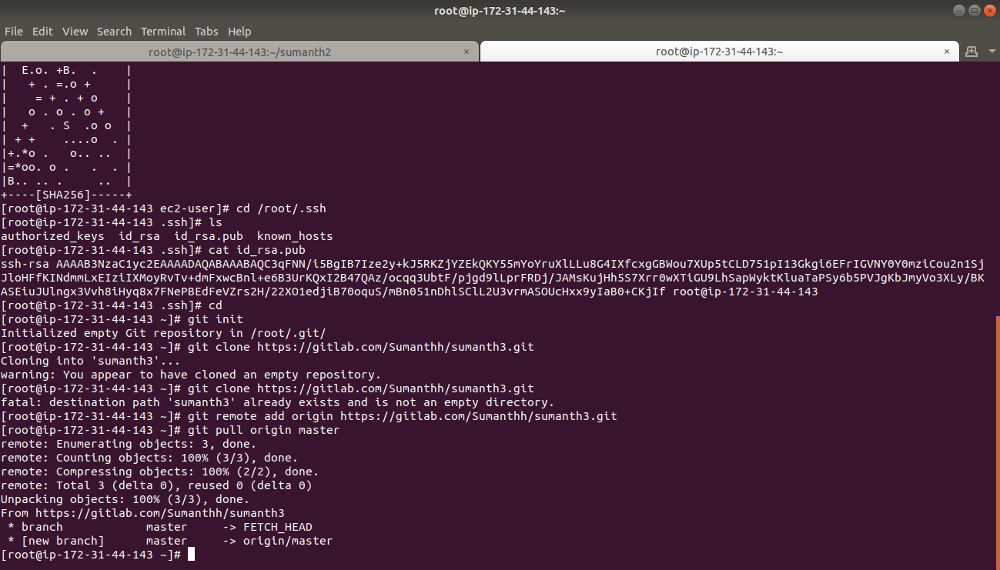 root@ip-172-31-44-143:~
File Edit View Search Terminal Tabs Help
root@ip-172-31-44-143:~/sumanth2 × root@ip-172-31-44-143:~ ×
|  E.o. +B.  .    |
|   + . =.o +     |
|    = + . + o    |
|   o . o . o +   |
|  +   . S  .o o  |
| + +    ....o  . |
|+.*o .   o.. ..  |
|=*oo. o .   .  . |
|B.. .. .     ..  |
+----[SHA256]-----+
[root@ip-172-31-44-143 ec2-user]# cd /root/.ssh
[root@ip-172-31-44-143 .ssh]# ls
authorized_keys  id_rsa  id_rsa.pub  known_hosts
[root@ip-172-31-44-143 .ssh]# cat id_rsa.pub
ssh-rsa AAAAB3NzaC1yc2EAAAADAQABAAABAQC3qFNN/i5BgIB7Ize2y+kJ5RKZjYZEkQKY55mYoYruXlLLu8G4IXfcxgGBWou7XUp5tCLD751pI13Gkgi6EFrIGVNY0Y0mziCou2n1Sj
JloHFfKINdmmLxEIziIXMoyRvTv+dmFxwcBnl+e6B3UrKQxI2B47QAz/ocqq3UbtF/pjgd9lLprFRDj/JAMsKujHh5S7Xrr0wXTiGU9LhSapWyktKluaTaPSy6b5PVJgKbJmyVo3XLy/BK
ASEiuJUlngx3Vvh8iHyq8x7FNePBEdFeVZrs2H/22XO1edjiB70oquS/mBn051nDhlSClL2U3vrmASOUcHxx9yIaB0+CKjIf root@ip-172-31-44-143
[root@ip-172-31-44-143 .ssh]# cd
[root@ip-172-31-44-143 ~]# git init
Initialized empty Git repository in /root/.git/
[root@ip-172-31-44-143 ~]# git clone https://gitlab.com/Sumanthh/sumanth3.git
Cloning into 'sumanth3'...
warning: You appear to have cloned an empty repository.
[root@ip-172-31-44-143 ~]# git clone https://gitlab.com/Sumanthh/sumanth3.git
fatal: destination path 'sumanth3' already exists and is not an empty directory.
[root@ip-172-31-44-143 ~]# git remote add origin https://gitlab.com/Sumanthh/sumanth3.git
[root@ip-172-31-44-143 ~]# git pull origin master
remote: Enumerating objects: 3, done.
remote: Counting objects: 100% (3/3), done.
remote: Compressing objects: 100% (2/2), done.
remote: Total 3 (delta 0), reused 0 (delta 0)
Unpacking objects: 100% (3/3), done.
From https://gitlab.com/Sumanthh/sumanth3
 * branch            master     -> FETCH_HEAD
 * [new branch]      master     -> origin/master
[root@ip-172-31-44-143 ~]#